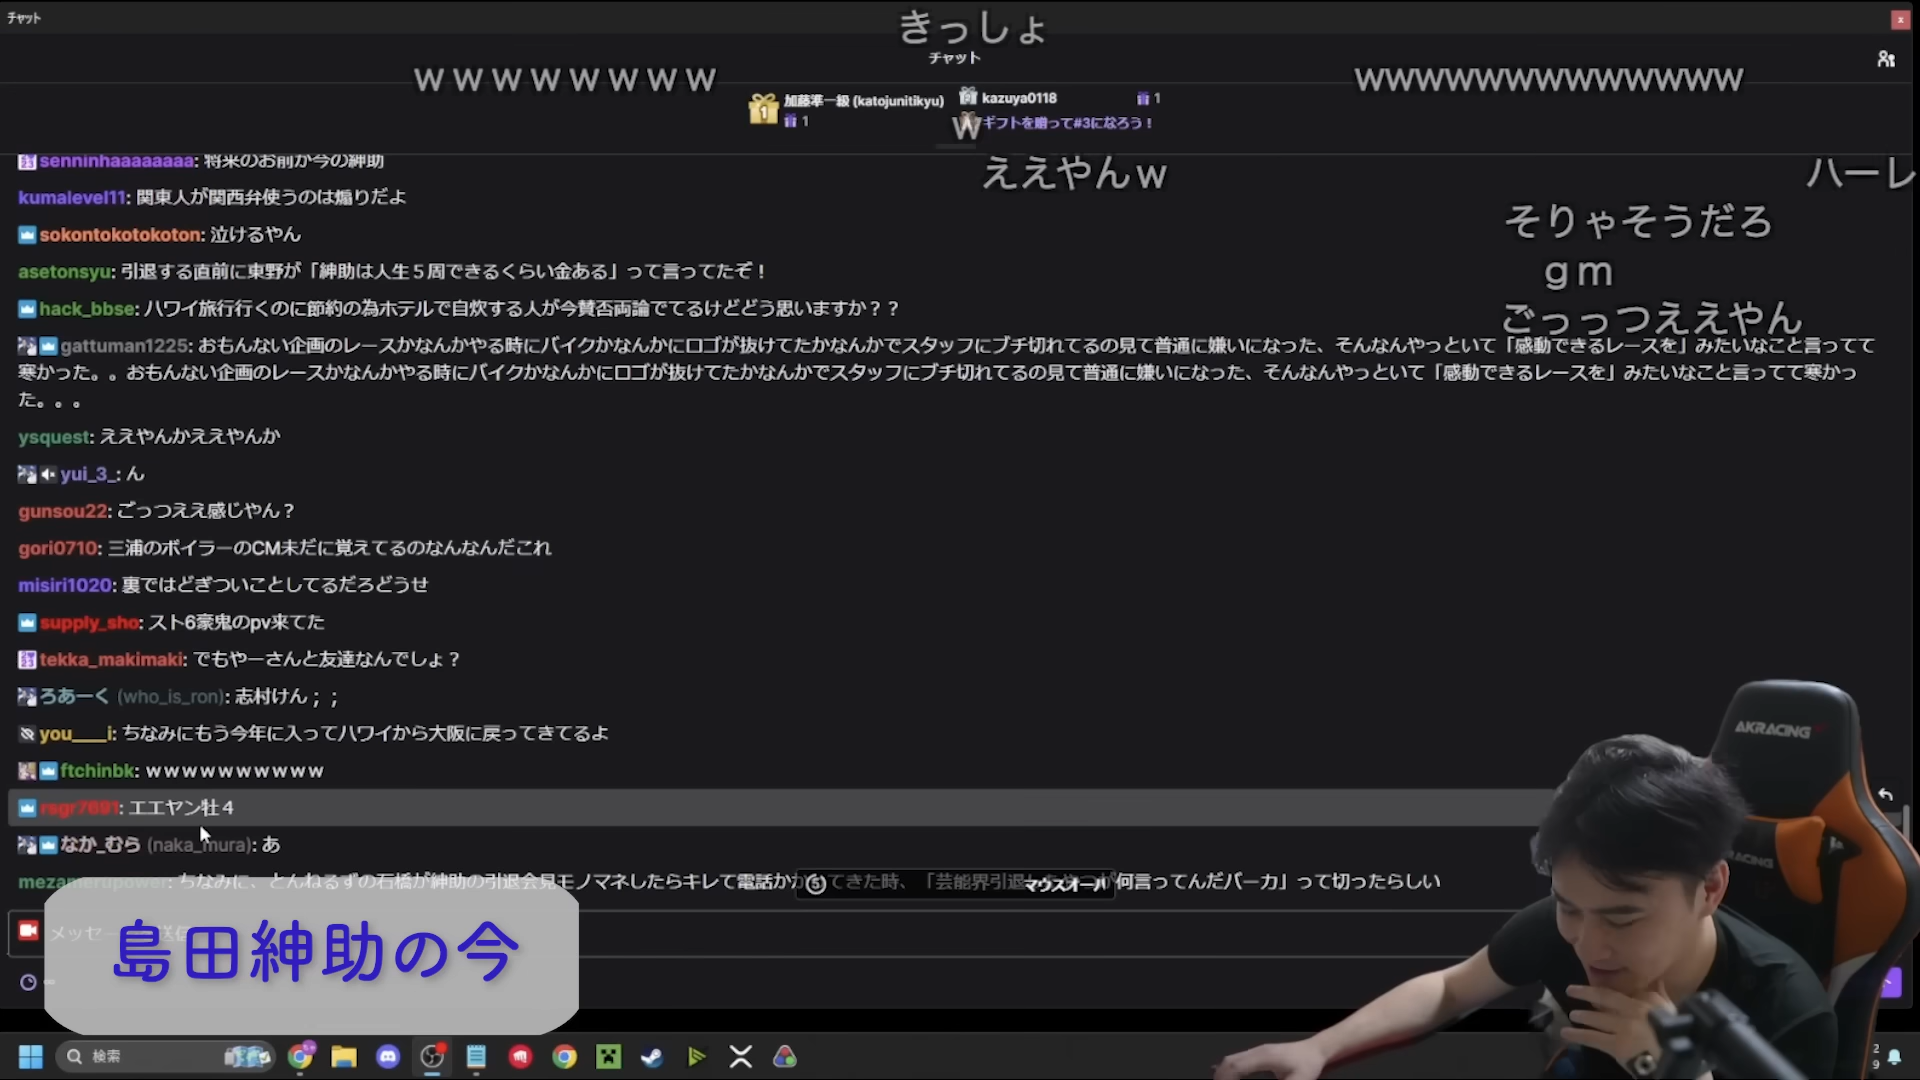 チャット
きっしょ
チャット
ｗｗｗｗｗｗｗｗ
wwwwwwwwwwwww
加藤準一級 (katojunitikyu)
1
kazuya0118
1
w
ギフトを贈って#3になろう！
senninhaaaaaaaa: 将来のお前が今の紳助
ええやんｗ
ハーレ
kumalevel11: 関東人が関西弁使うのは煽りだよ
そりゃそうだろ
sokontokotokoton: 泣けるやん
asetonsyu: 引退する直前に東野が「紳助は人生５周できるくらい金ある」って言ってたぞ！
ｇｍ
hack_bbse: ハワイ旅行行くのに節約の為ホテルで自炊する人が今賛否両論でてるけどどう思いますか？？
ごっっつええやん
gattuman1225: おもんない企画のレースかなんかやる時にバイクかなんかにロゴが抜けてたかなんかでスタッフにブチ切れてるの見て普通に嫌いになった、そんなんやっといて「感動できるレースを」みたいなこと言ってて
寒かった。。おもんない企画のレースかなんかやる時にバイクかなんかにロゴが抜けてたかなんかでスタッフにブチ切れてるの見て普通に嫌いになった、そんなんやっといて「感動できるレースを」みたいなこと言ってて寒かっ
た。。。
ysquest: ええやんかええやんか
yui_3_: ん
gunsou22: ごっつええ感じやん？
gori0710: 三浦のボイラーのCM未だに覚えてるのなんなんだこれ
misiri1020: 裏ではどぎついことしてるだろどうせ
supply_sho: スト6豪鬼のpv来てた
tekka_makimaki: でもやーさんと友達なんでしょ？
ろあーく (who_is_ron): 志村けん；；
you____i: ちなみにもう今年に入ってハワイから大阪に戻ってきてるよ
ftchinbk: ｗｗｗｗｗｗｗｗｗｗ
rsgr7691: エエヤン牡４
なか_むら (naka_mura): あ
mezamerupower: ちなみに、とんねるずの石橋が紳助の引退会見モノマネしたらキレて電話かかってきた時、「芸能界引退したやつが何言ってんだバーカ」って切ったらしい
マウスオーバ
島田紳助の今
検索
AKRACING